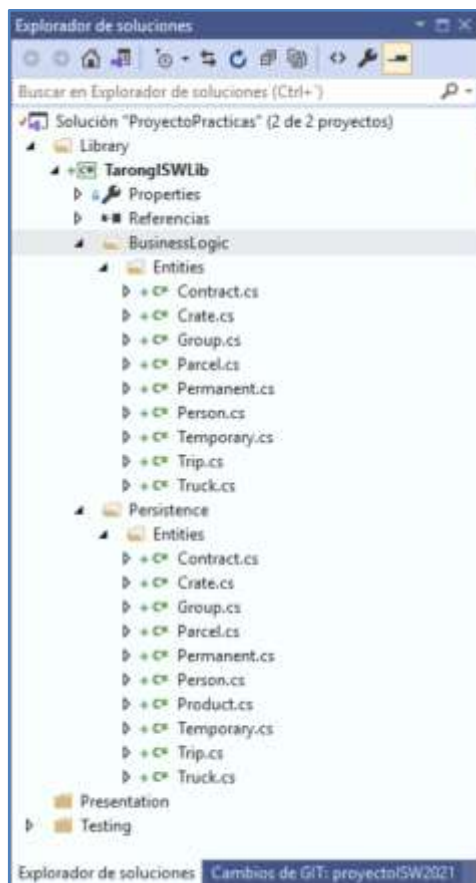 Explorador de soluciones
Buscar en Explorador de soluciones (Ctrl+`)
Solución "ProyectoPracticas" (2 de 2 proyectos)
Library
TarongISWLib
Properties
Referencias
BusinessLogic
Entities
Contract.cs
Crate.cs
Group.cs
Parcel.cs
Permanent.cs
Person.cs
Temporary.cs
Trip.cs
Truck.cs
Persistence
Entities
Contract.cs
Crate.cs
Group.cs
Parcel.cs
Permanent.cs
Person.cs
Product.cs
Temporary.cs
Trip.cs
Truck.cs
Presentation
Testing
Explorador de soluciones Cambios de GIT: proyectoISW2021